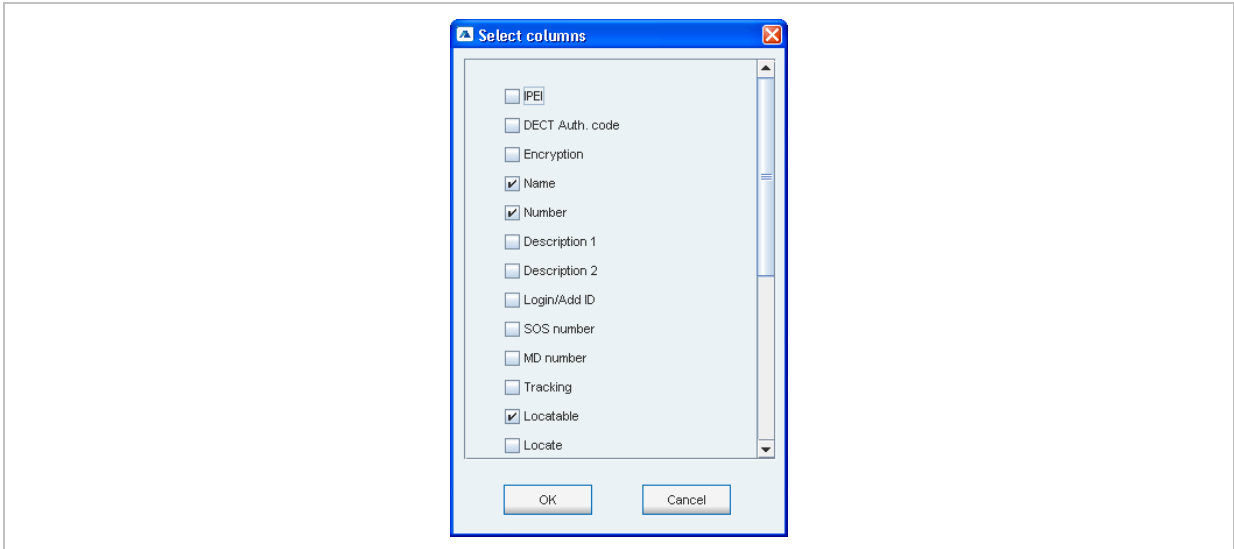 Select columns
IPEI
DECT Auth. code
Encryption
Name
Number
Description 1
Description 2
Login/Add ID
SOS number
MD number
Tracking
Locatable
Locate
OK
Cancel